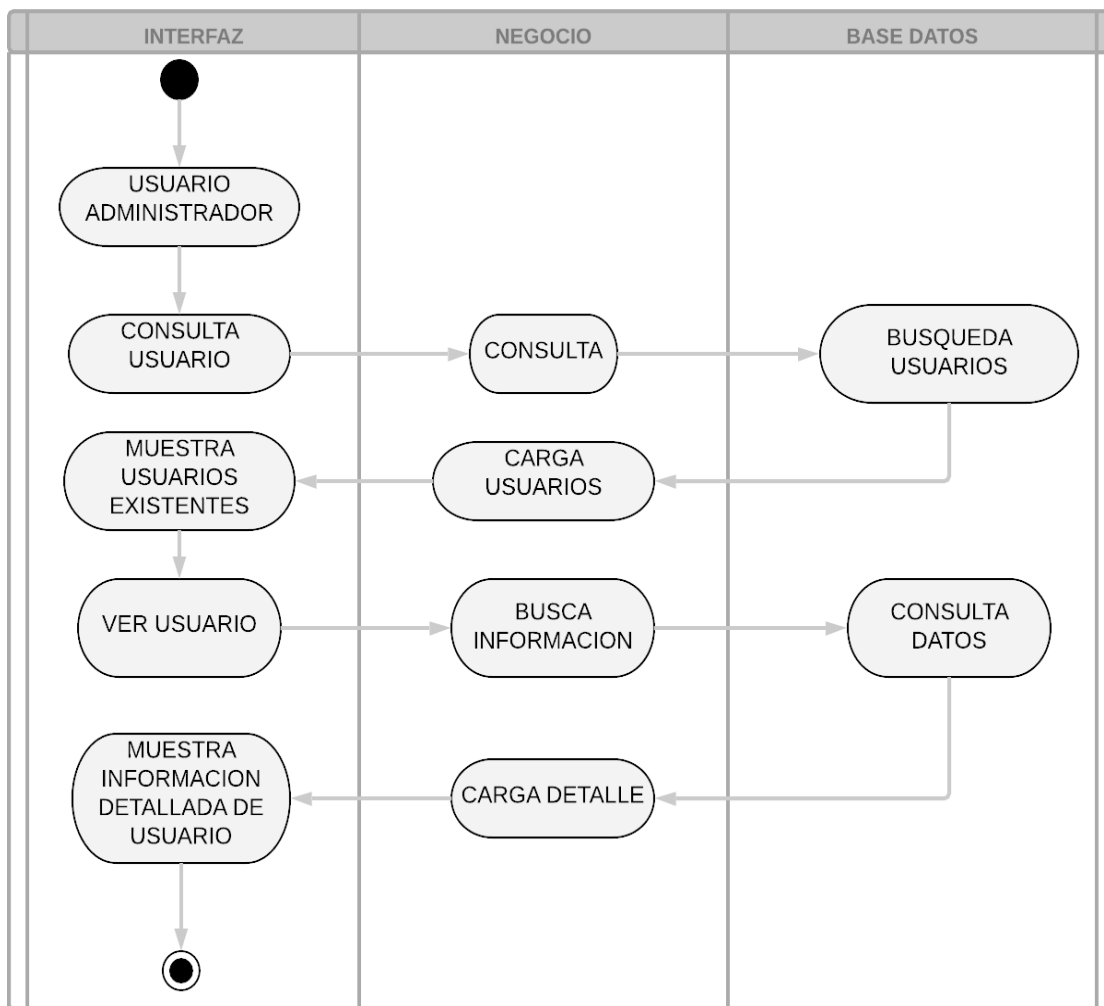 INTERFAZ
NEGOCIO
BASE DATOS
USUARIO
ADMINISTRADOR
CONSULTA
USUARIO
CONSULTA
BUSQUEDA
USUARIOS
MUESTRA
USUARIOS
EXISTENTES
CARGA
USUARIOS
VER USUARIO
BUSCA
INFORMACION
CONSULTA
DATOS
MUESTRA
INFORMACION
DETALLADA DE
USUARIO
CARGA DETALLE